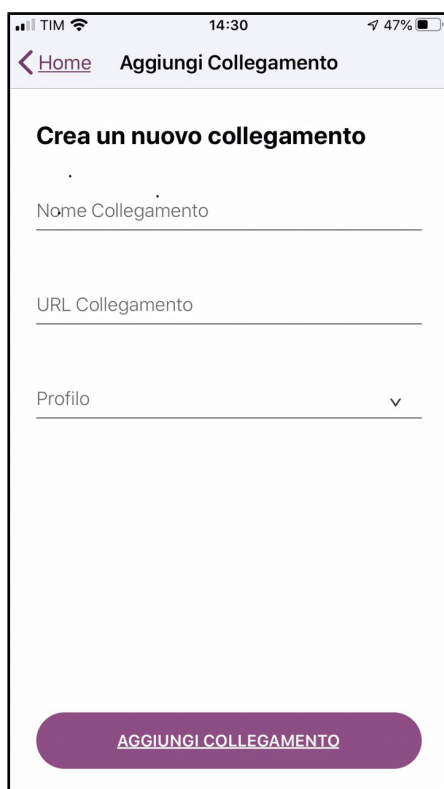 TIM 14:30 47%
Home Aggiungi Collegamento
Crea un nuovo collegamento
Nome Collegamento
URL Collegamento
Profilo
AGGIUNGI COLLEGAMENTO